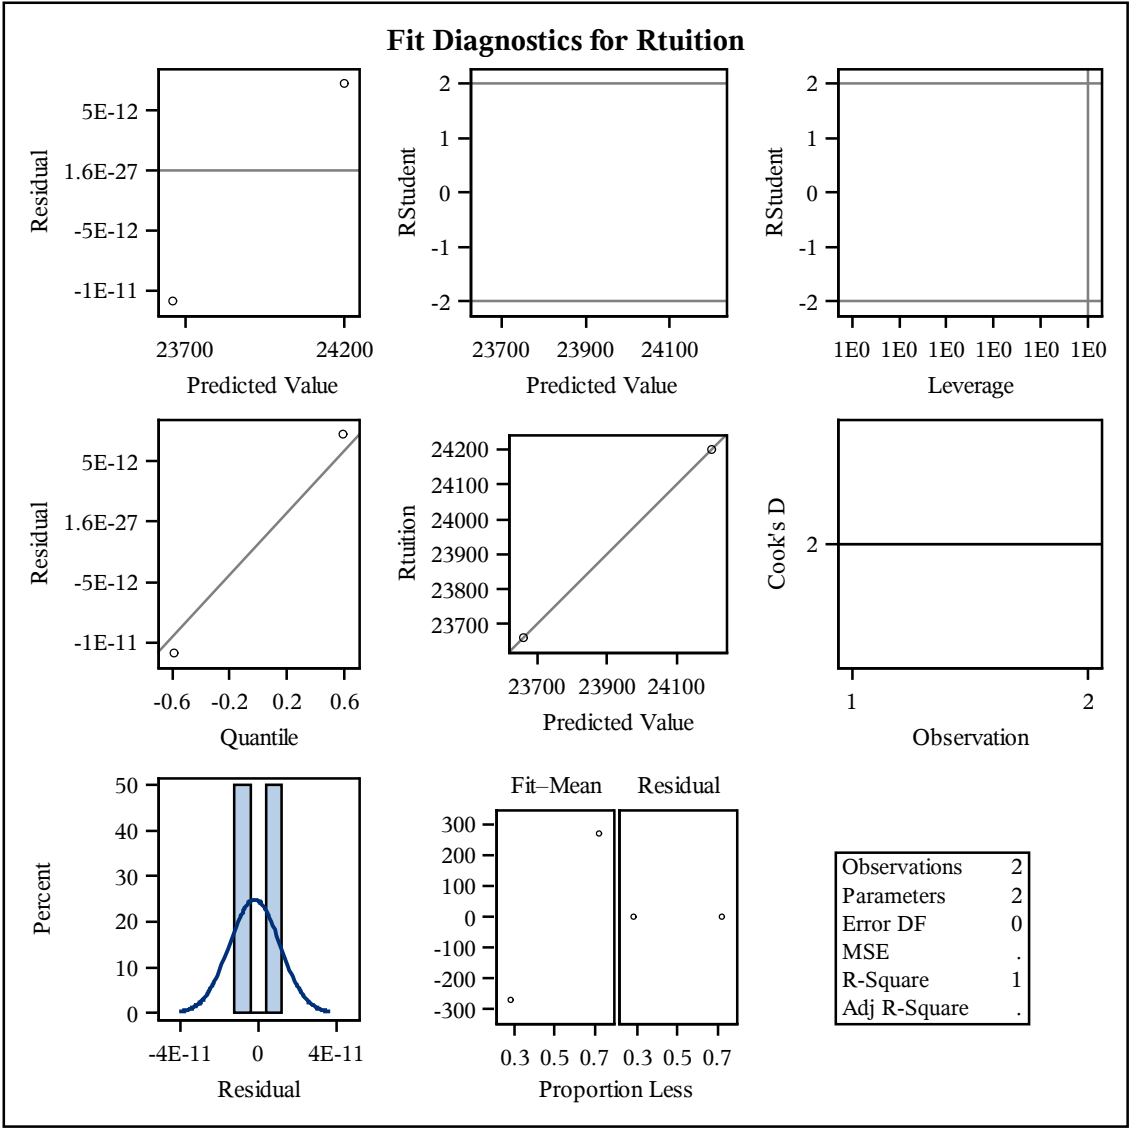 Fit Diagnostics for Rtuition
Residual
5E-12
1.6E-27
-5E-12
-1E-11
23700 24200
Predicted Value
RStudent
2
1
0
-1
-2
23700 23900 24100
Predicted Value
RStudent
2
1
0
-1
-2
1E0 1E0 1E0 1E0 1E0 1E0
Leverage
Residual
5E-12
1.6E-27
-5E-12
-1E-11
-0.6 -0.2 0.2 0.6
Quantile
Rtuition
24200
24100
24000
23900
23800
23700
23700 23900 24100
Predicted Value
Cook's D
2
1 2
Observation
Percent
50
40
30
20
10
0
-4E-11 0 4E-11
Residual
Fit–Mean Residual
300
200
100
0
-100
-200
-300
0.3 0.5 0.7 0.3 0.5 0.7
Proportion Less
Observations 2
Parameters 2
Error DF 0
MSE .
R-Square 1
Adj R-Square .